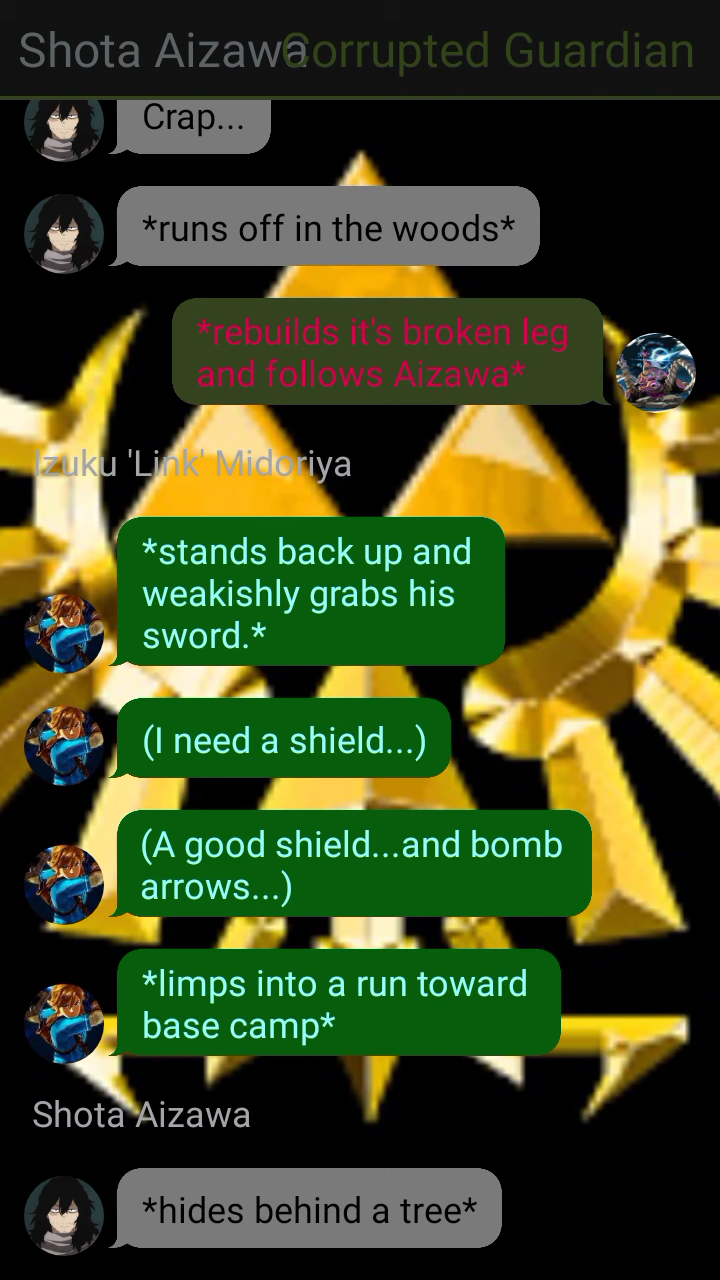 Shota Aizawa
Corrupted Guardian
Crap...
*runs off in the woods*
*rebuilds it's broken leg
and follows Aizawa*
Izuku 'Link' Midoriya
*stands back up and
weakishly grabs his
sword.*
(I need a shield...)
(A good shield...and bomb
arrows...)
*limps into a run toward
base camp*
Shota Aizawa
*hides behind a tree*